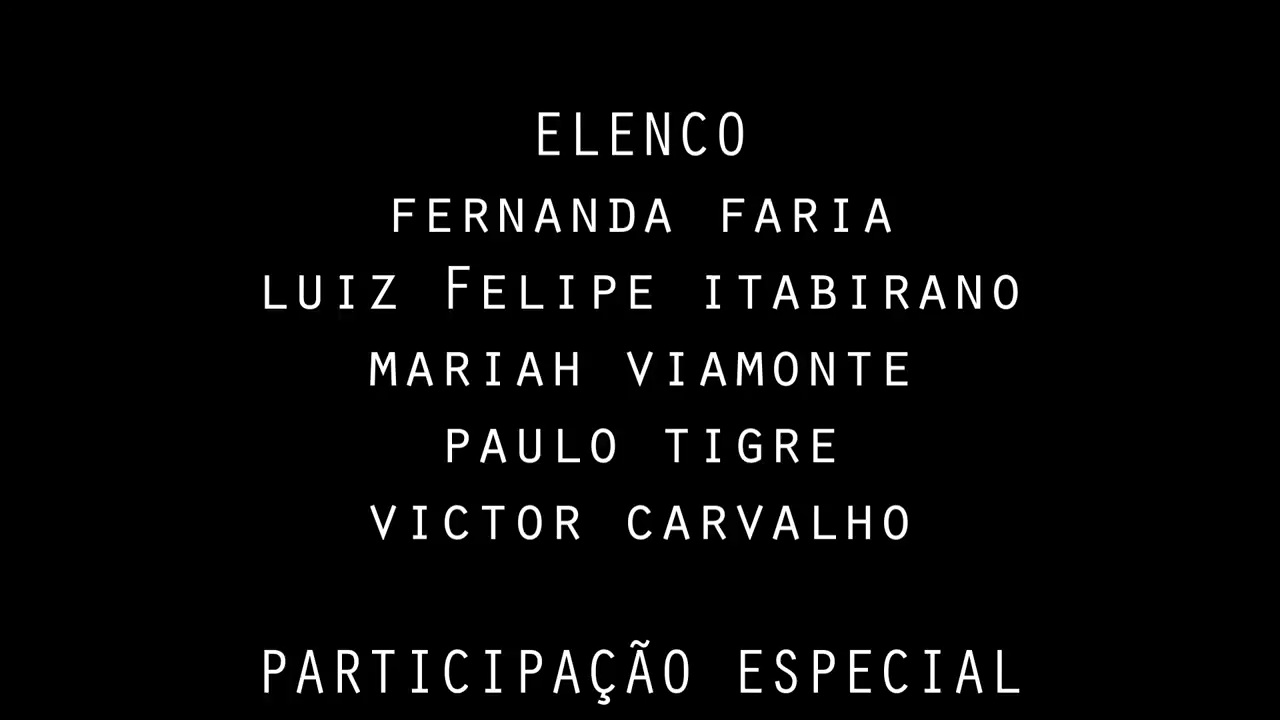 ELENCO
FERNANDA FARIA
LUIZ FELIPE ITABIRANO
MARIAH VIAMONTE
PAULO TIGRE
VICTOR CARVALHO
PARTICIPAÇÃO ESPECIAL